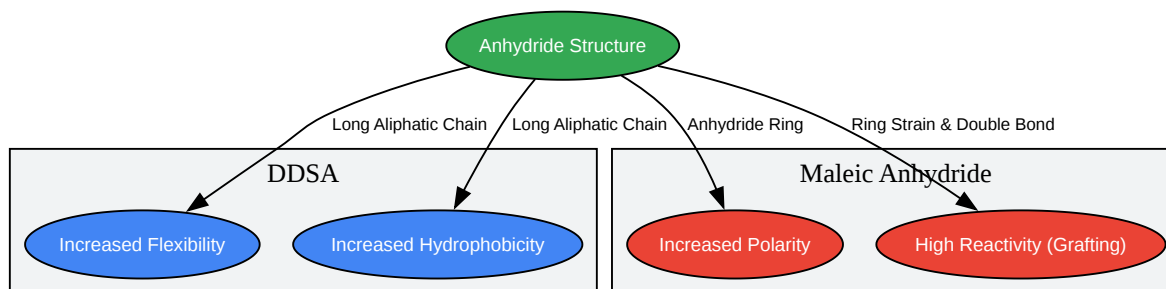 Anhydride Structure
Long Aliphatic Chain
Long Aliphatic Chain
Anhydride Ring
Ring Strain & Double Bond
DDSA
Maleic Anhydride
Increased Flexibility
Increased Hydrophobicity
Increased Polarity
High Reactivity (Grafting)